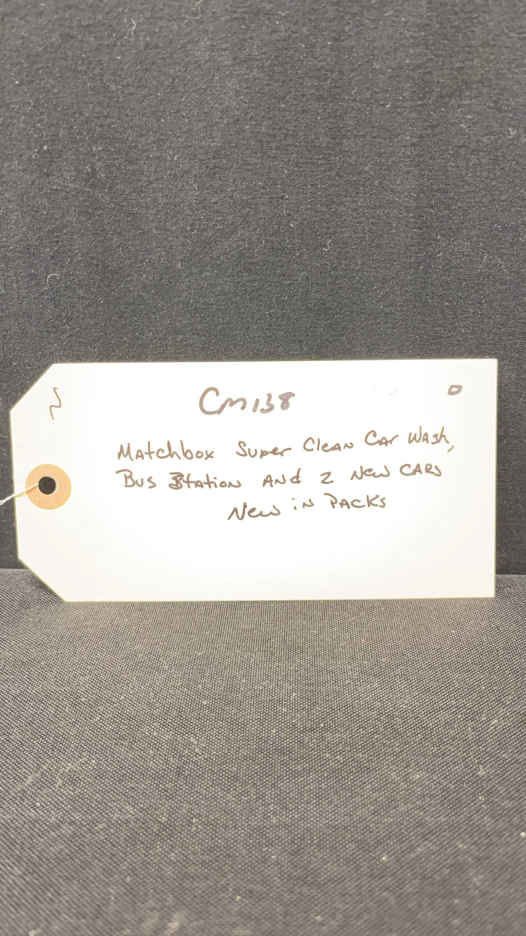 CM138
Matchbox Super Clean Car Wash,
Bus Station And 2 New CARs
New in PACKs